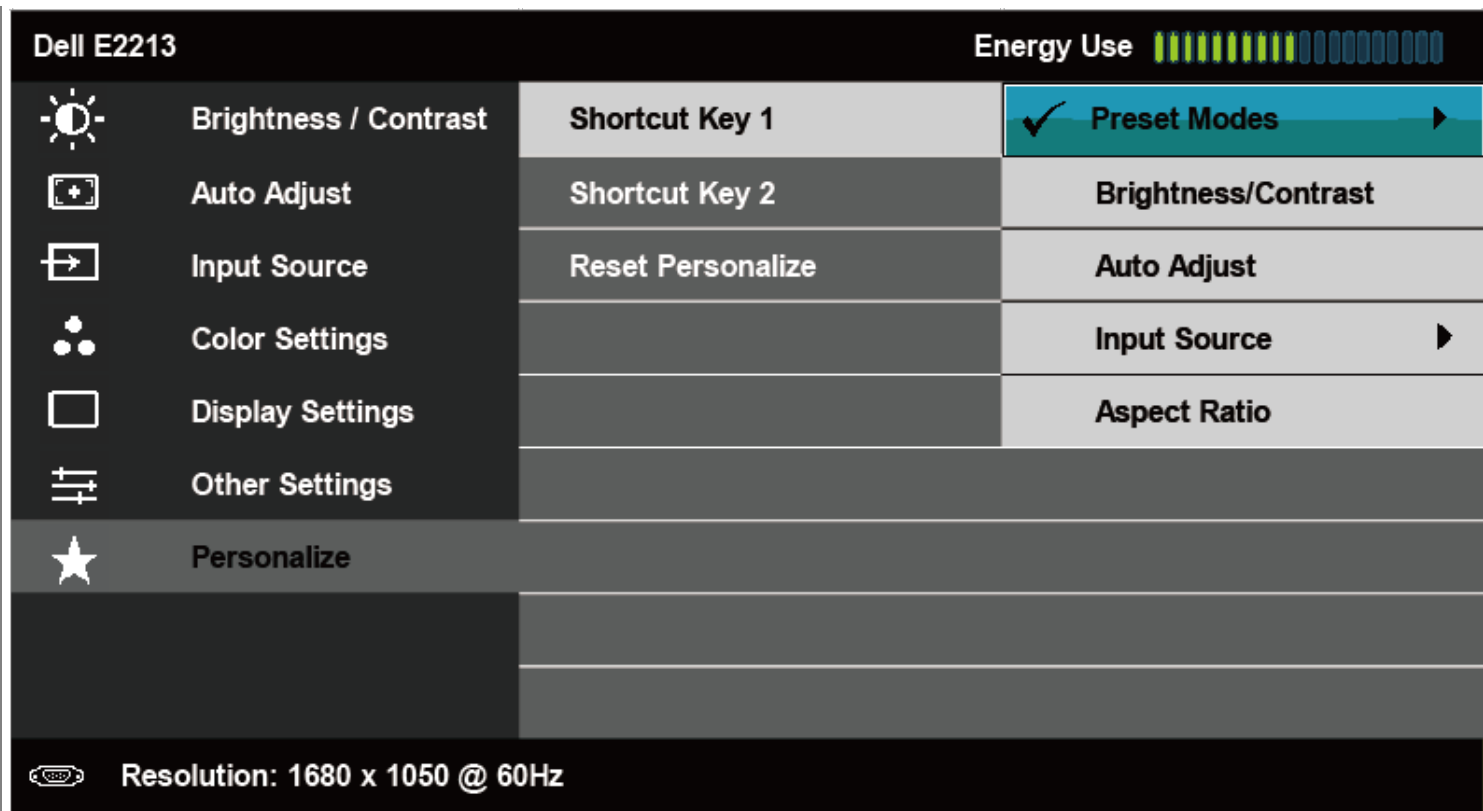 Dell E2213 Energy Use
Brightness / Contrast Shortcut Key 1 Preset Modes
Auto Adjust Shortcut Key 2 Brightness/Contrast
Input Source Reset Personalize Auto Adjust
Color Settings Input Source
Display Settings Aspect Ratio
Other Settings
Personalize
Resolution: 1680 x 1050 @ 60Hz